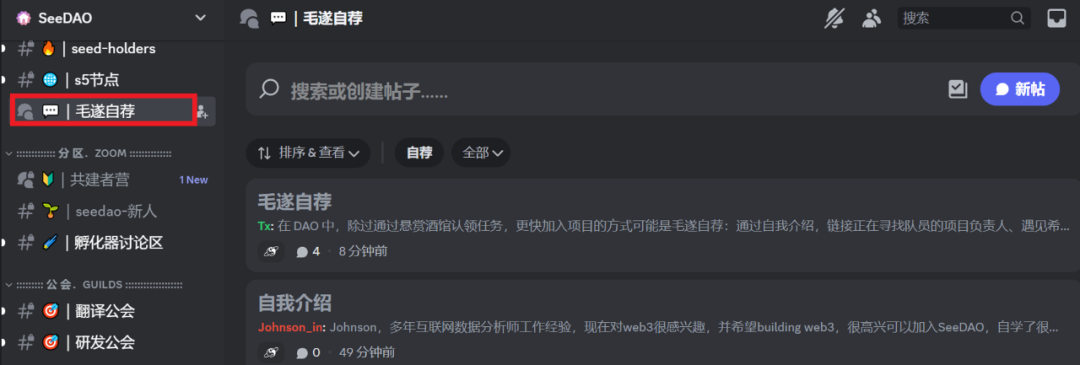 SeeDAO
seed-holders
s5节点
毛遂自荐
分区. ZOOM
共建者营 1 New
seedao-新人
孵化器讨论区
公会. GUILDS
翻译公会
研发公会
毛遂自荐
搜索
搜索或创建帖子......
新帖
排序 & 查看
自荐
全部
毛遂自荐
Tx: 在 DAO 中，除过通过悬赏酒馆认领任务，更快加入项目的方式可能是毛遂自荐：通过自我介绍，链接正在寻找队员的项目负责人、遇见希...
4 · 8 分钟前
自我介绍
Johnson_in: Johnson，多年互联网数据分析师工作经验，现在对web3很感兴趣，并希望building web3，很高兴可以加入SeeDAO，自学了很...
0 · 49 分钟前